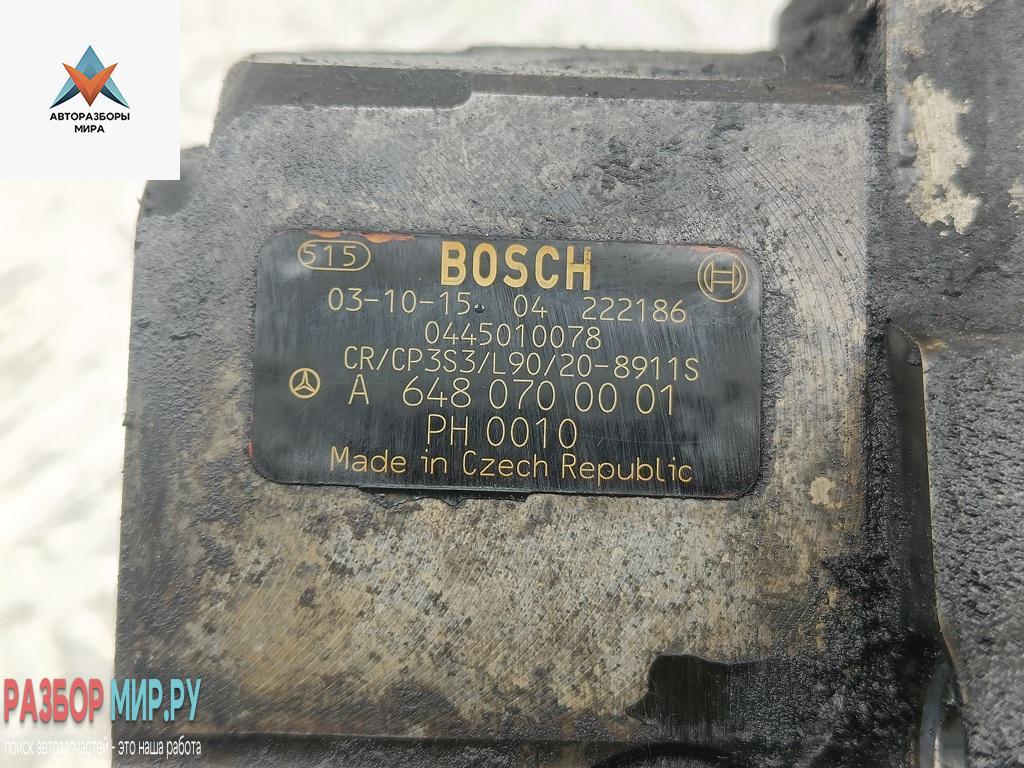 АВТОРАЗБОРЫ
МИРА
515
BOSCH
03-10-15 04 222186
0445010078
CR/CP3S3/L90/20-8911S
A 648 070 00 01
PH 0010
Made in Czech Republic
РАЗБОР МИР.РУ
поиск автозапчастей - это наша работа